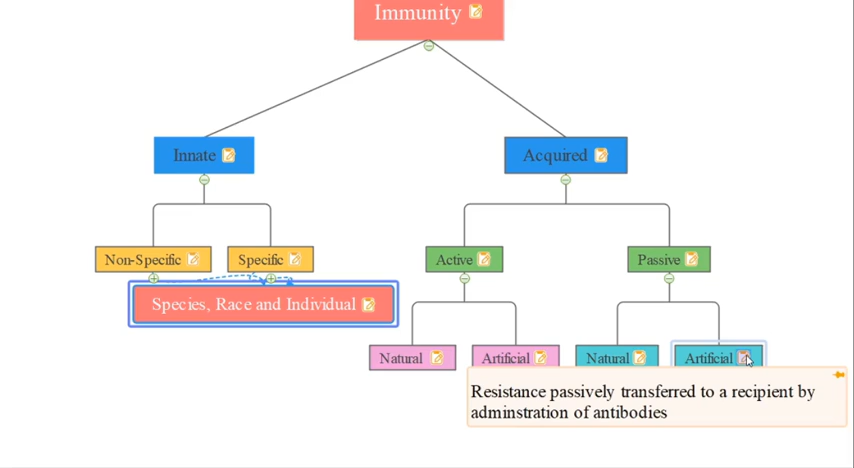 Immunity
Innate
Acquired
Non-Specific
Specific
Active
Passive
Species, Race and Individual
Natural
Artificial
Natural
Artificial
Resistance passively transferred to a recipient by
adminstration of antibodies